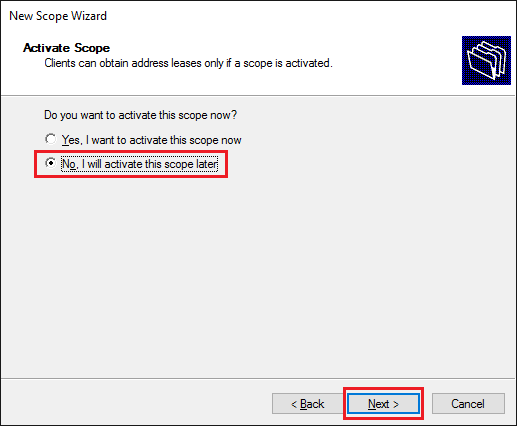 New Scope Wizard
Activate Scope
Clients can obtain address leases only if a scope is activated.
Do you want to activate this scope now?
Yes, I want to activate this scope now
No, I will activate this scope later
< Back Next > Cancel